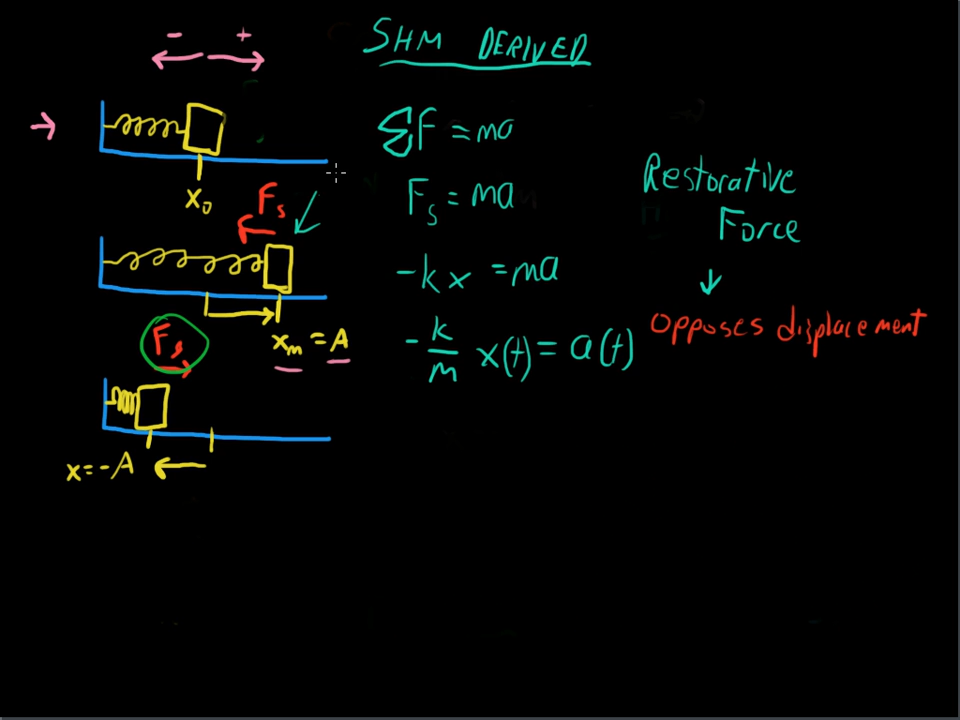 - +
SHM DERIVED
ΣF = ma
x₀
Fₛ
Fₛ = ma
Restorative
Force
-kx = ma
opposes displacement
Fₛ
xₘ = A
-k/m x(t) = a(t)
x = -A